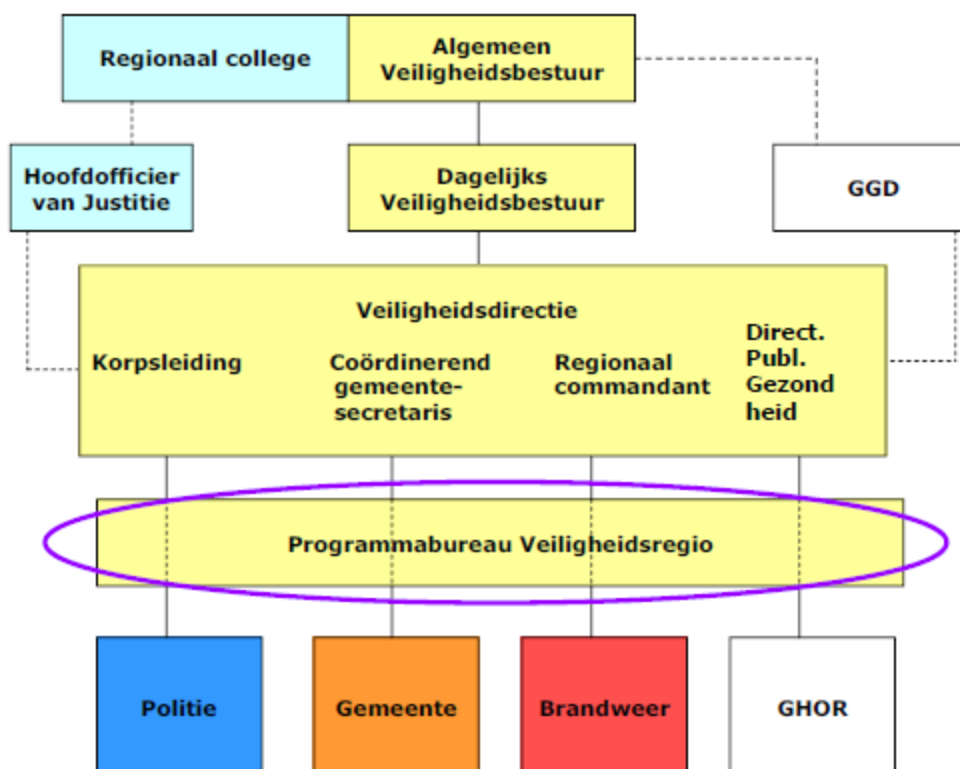 Regionaal college
Algemeen
Veiligheidsbestuur
Hoofdofficier
van Justitie
Dagelijks
Veiligheidsbestuur
GGD
Veiligheidsdirectie
Korpsleiding
Coördinerend
gemeente-
secretaris
Regionaal
commandant
Direct.
Publ.
Gezond
heid
Programmabureau Veiligheidsregio
Politie
Gemeente
Brandweer
GHOR